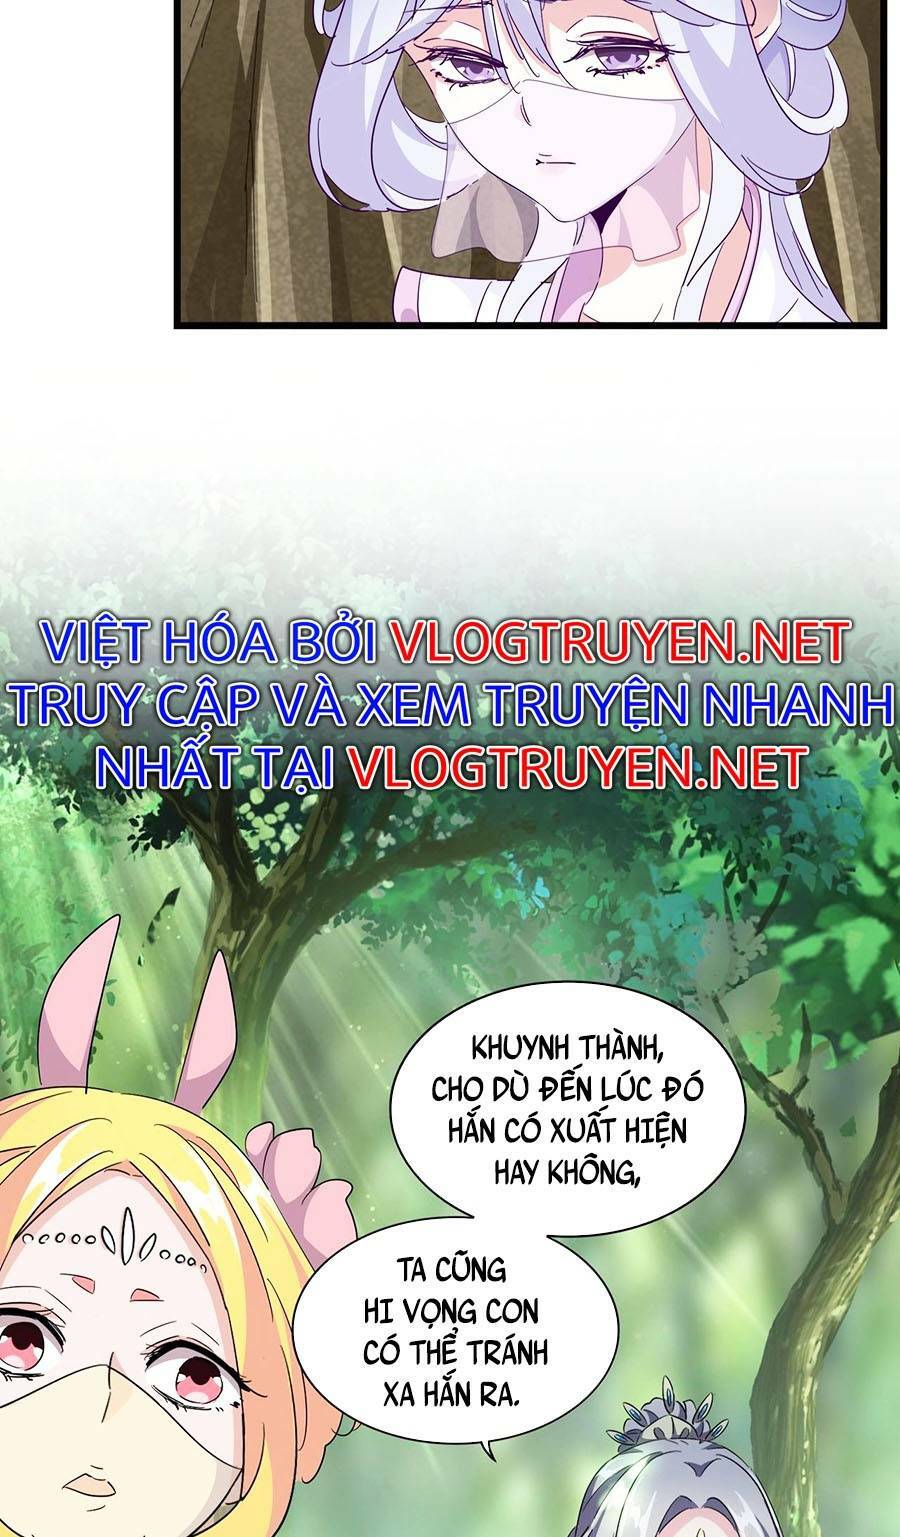 VIỆT HÓA BỞI VLOGTRUYEN.NET
TRUY CẬP VÀ XEM TRUYỆN NHANH
NHẤT TẠI VLOGTRUYEN.NET
KHUYNH THÀNH,
CHO DÙ ĐẾN LÚC ĐÓ
HẮN CÓ XUẤT HIỆN
HAY KHÔNG,
TA CŨNG
HI VỌNG CON
CÓ THỂ TRÁNH
XA HẮN RA.